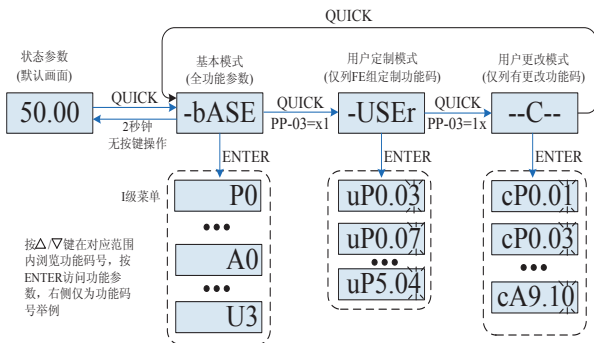 QUICK
状态参数
(默认画面)
基本模式
(全功能参数)
用户定制模式
(仅列FE组定制功能码)
用户更改模式
(仅列有更改功能码)
50.00
QUICK
2秒钟
无按键操作
-bASE
QUICK
PP-03=x1
-USEr
QUICK
PP-03=1x
--C--
ENTER
ENTER
ENTER
I级菜单
P0
•••
A0
•••
U3
uP0.03
uP0.07
•••
uP5.04
cP0.01
cP0.03
•••
cA9.10
按△/▽键在对应范围
内浏览功能码号，按
ENTER访问功能参
数，右侧仅为功能码
号举例